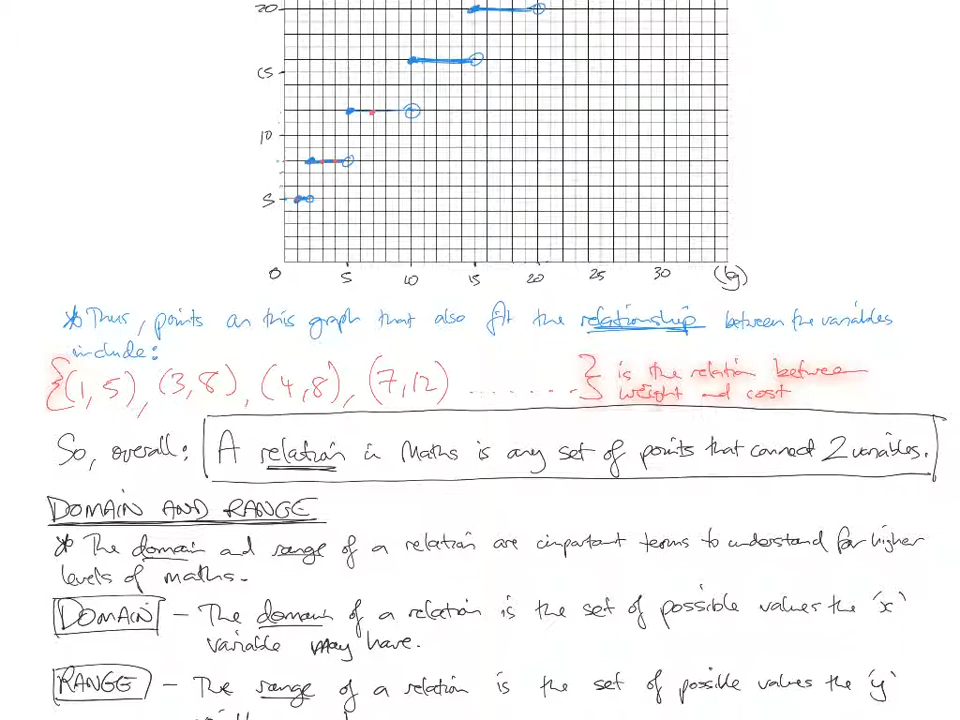 20
15
10
5
0 5 10 15 20 25 30 (kg)
* Thus, points on this graph that also fit the relationship between the variables
include:
{(1,5), (3,8), (4,8), (7,12) ........ } is the relation between
weight and cost
So, overall: A relation in Maths is any set of points that connect 2 variables.
DOMAIN AND RANGE
* The domain and range of a relation are important terms to understand for higher
levels of maths.
DOMAIN - The domain of a relation is the set of possible values the 'x'
variable may have.
RANGE - The range of a relation is the set of possible values the 'y'